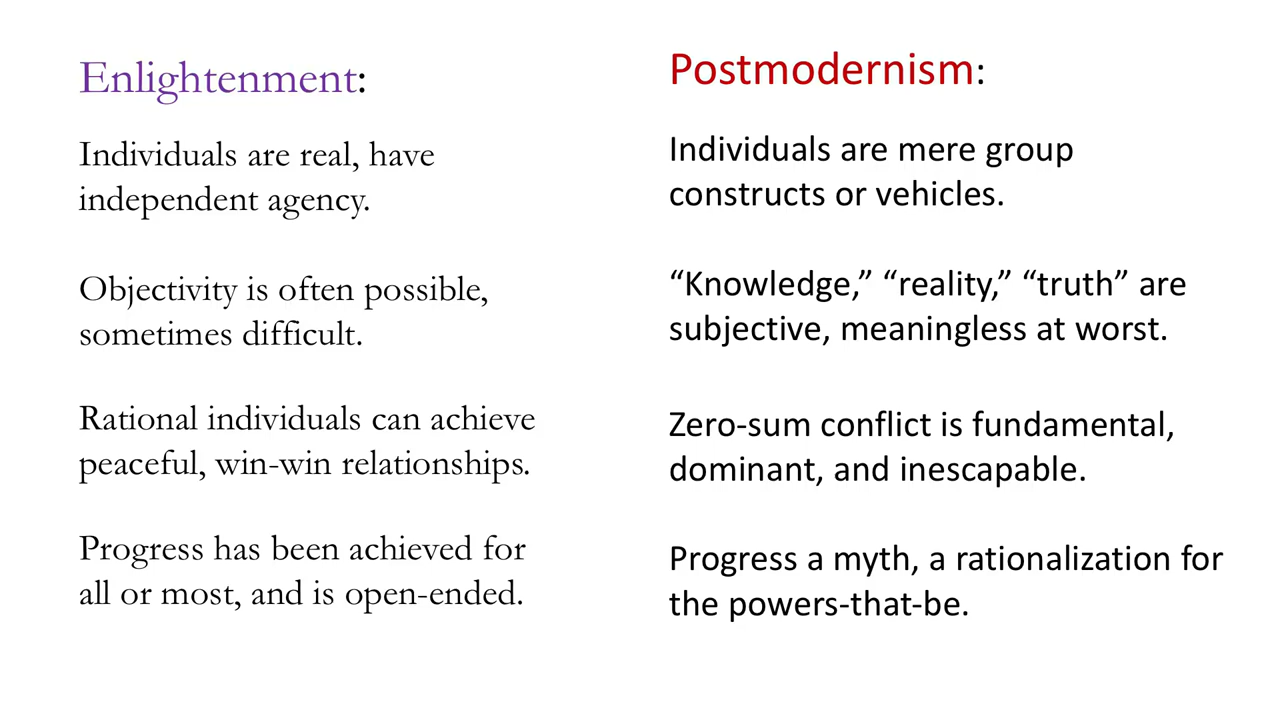 Enlightenment:
Individuals are real, have
independent agency.
Objectivity is often possible,
sometimes difficult.
Rational individuals can achieve
peaceful, win-win relationships.
Progress has been achieved for
all or most, and is open-ended.
Postmodernism:
Individuals are mere group
constructs or vehicles.
“Knowledge,” “reality,” “truth” are
subjective, meaningless at worst.
Zero-sum conflict is fundamental,
dominant, and inescapable.
Progress a myth, a rationalization for
the powers-that-be.